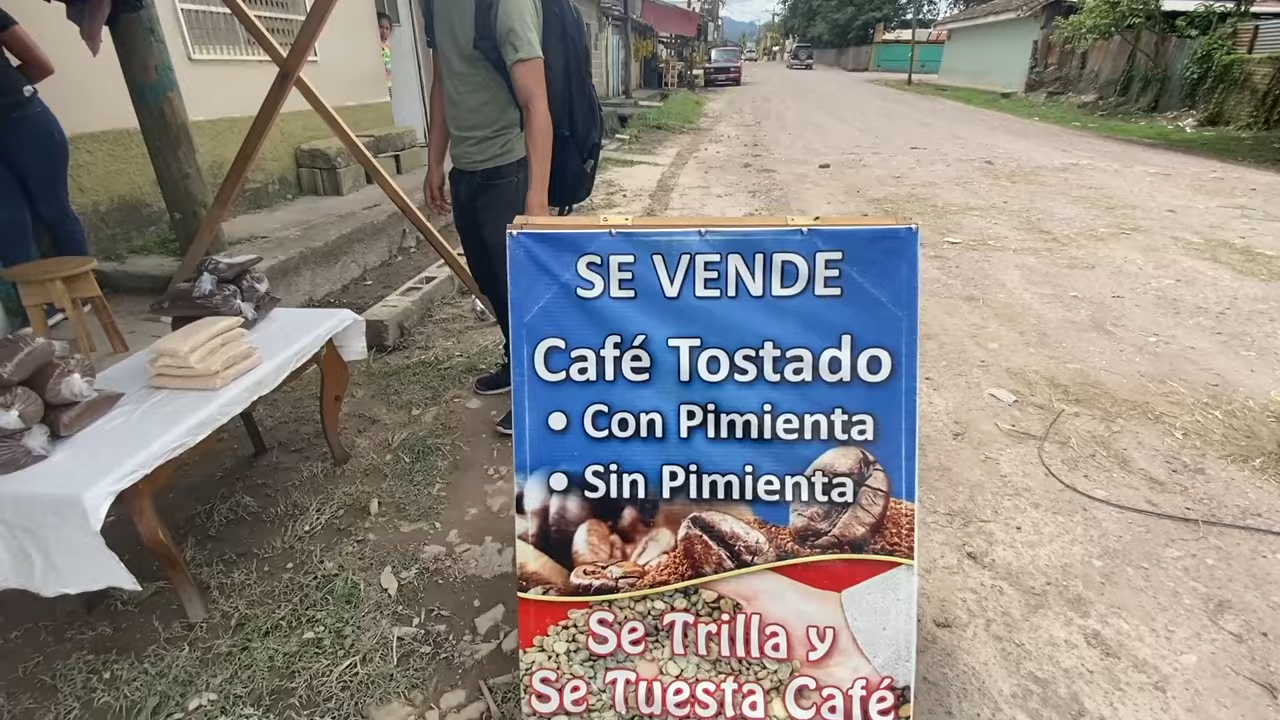 SE VENDE
Café Tostado
• Con Pimienta
• Sin Pimienta
Se Trilla y
Se Tuesta Café